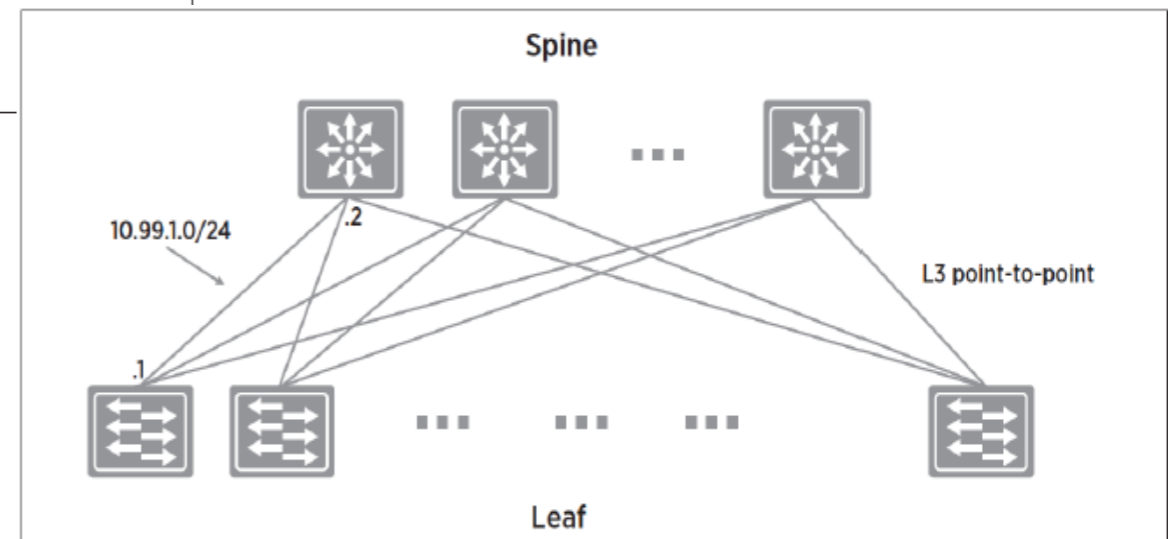 Spine
.2
10.99.1.0/24
L3 point-to-point
.1
Leaf